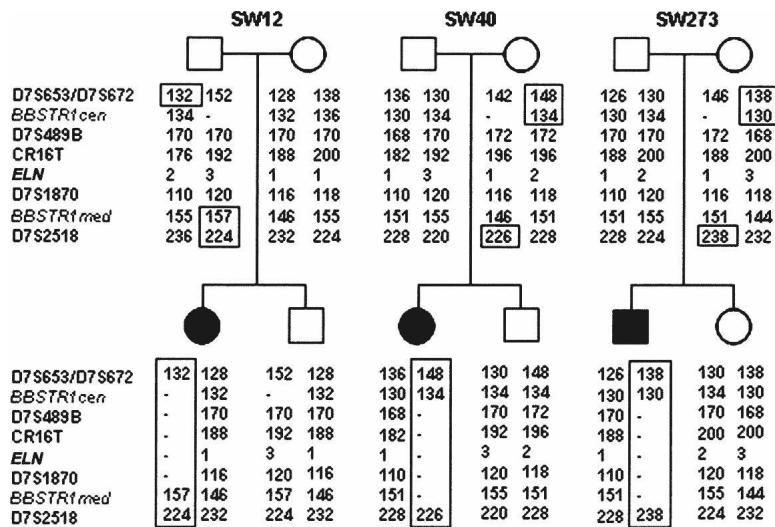 SW12 SW40 SW273
D7S653/D7S672 132 152 128 138 136 130 142 148 126 130 146 138
BBSTR1cen 134 - 132 136 130 134 - 134 130 134 - 130
D7S489B 170 170 170 170 168 170 172 172 170 170 172 168
CR16T 176 192 188 200 182 192 196 196 188 200 188 200
ELN 2 3 1 1 1 3 1 2 1 2 1 3
D7S1870 110 120 116 118 110 120 116 118 110 120 116 118
BBSTR1med 155 157 146 155 151 155 146 151 151 155 151 144
D7S2518 236 224 232 224 228 220 226 228 228 224 238 232
D7S653/D7S672 132 128 152 128 136 148 130 148 126 138 130 138
BBSTR1cen - 132 - 132 130 134 134 134 130 130 134 130
D7S489B - 170 170 170 168 - 170 172 170 - 170 168
CR16T - 188 192 188 182 - 192 196 188 - 200 200
ELN - 1 3 1 1 - 3 2 1 - 2 3
D7S1870 - 116 120 116 110 - 120 118 110 - 120 118
BBSTR1med 157 146 157 146 151 - 155 151 151 - 155 144
D7S2518 224 232 224 232 228 226 220 228 228 238 224 232